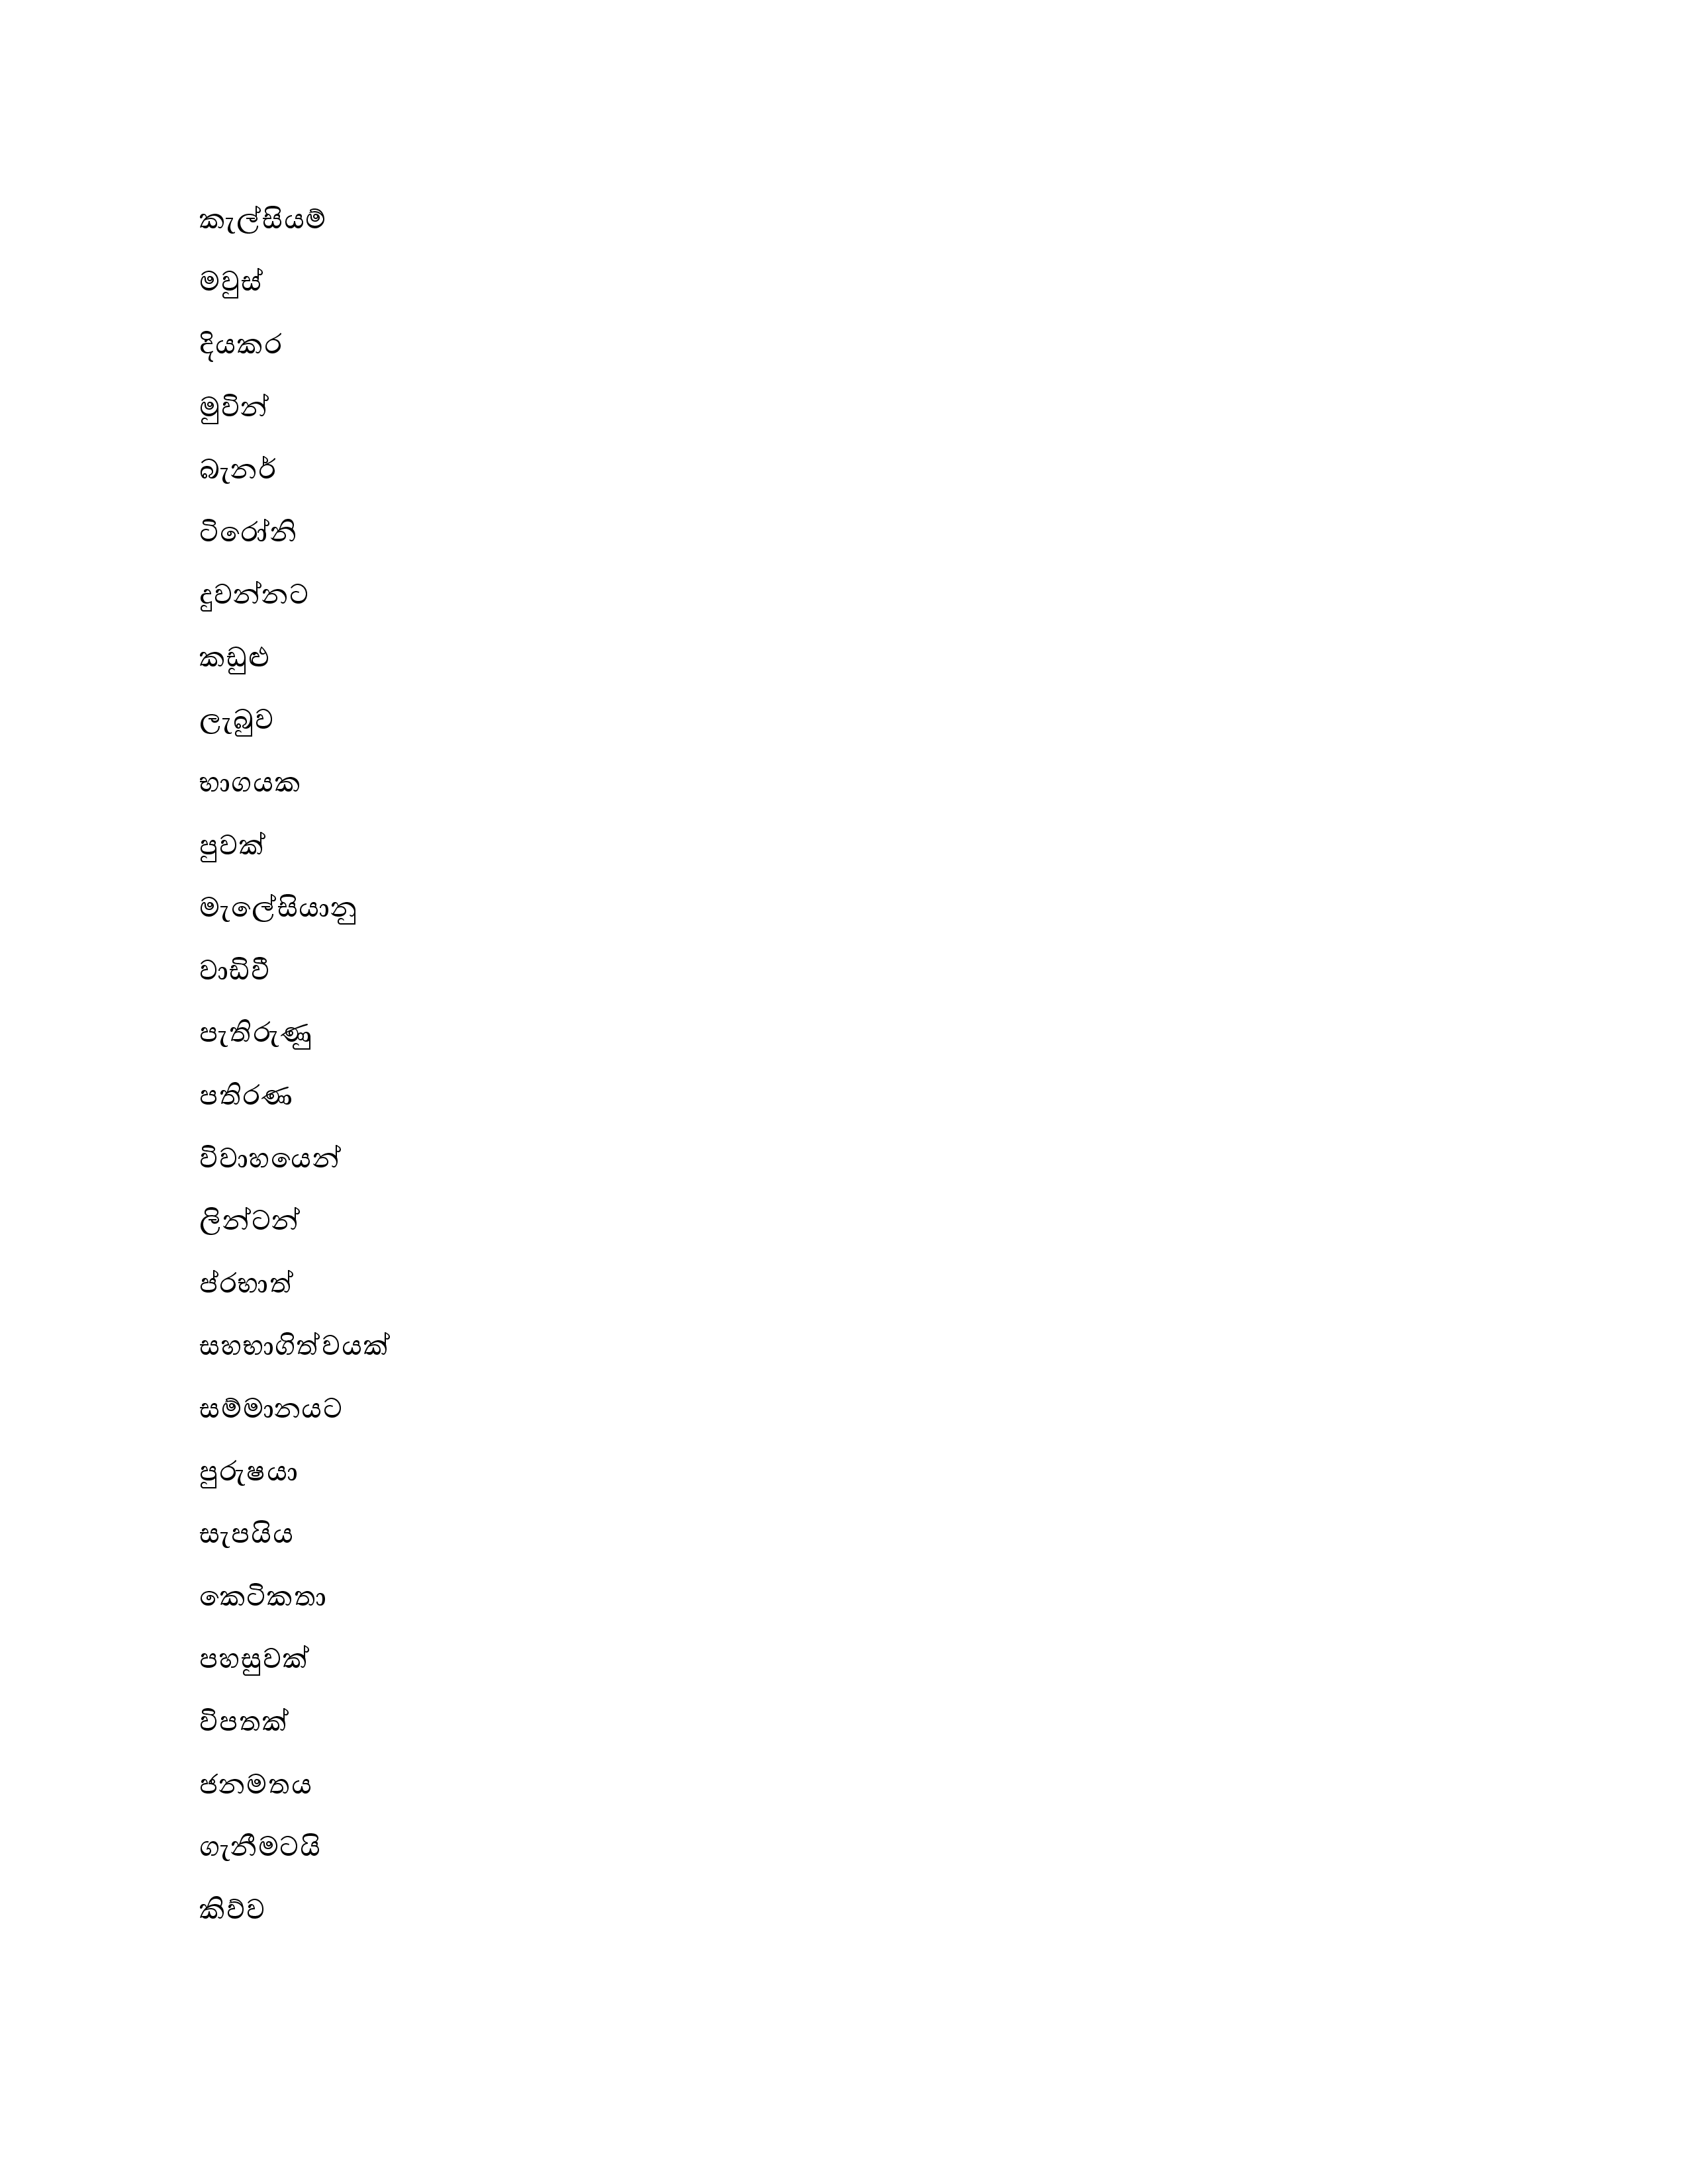 කැල්සියම්
මවුස්
දියකර
මුවින්
බැනර්
ටිරෝනි
දුවන්නට
කඩුළු
ලැබුව
භාගයක
පුවක්
මැලේසියානු
වාඩිවී
පැතිරුණු
පතිරණ
විවාහයෙන්
ලින්ටන්
ප්රභාත්
සහභාගිත්වයක්
සම්මානයට
පුරුෂයා
සැපයිය
කෙටිකතා
පහසුවක්
විපතක්
ජනමතය
ගැනීමටයි
කිව්ව